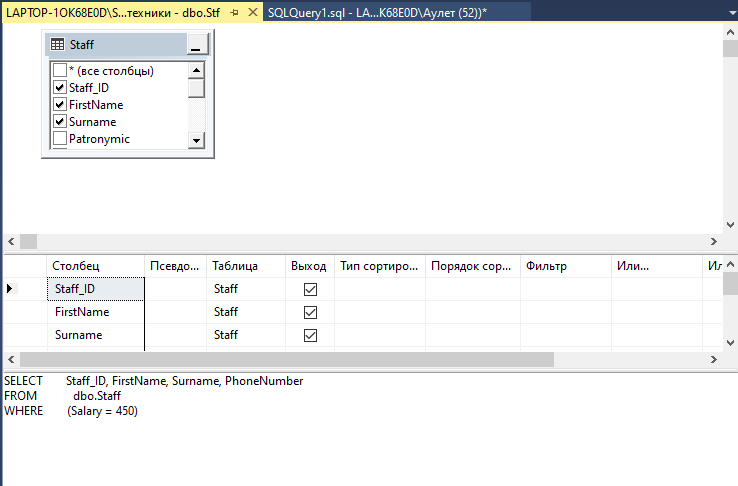 LAPTOP-1OK68E0D\S...техники - dbo.Stf SQLQuery1.sql - LA...K68E0D\Аулет (52))*
Staff
* (все столбцы)
Staff_ID
FirstName
Surname
Patronymic
Столбец Псевдо... Таблица Выход Тип сортиро... Порядок сор... Фильтр Или... Ил
Staff_ID Staff
FirstName Staff
Surname Staff
SELECT Staff_ID, FirstName, Surname, PhoneNumber
FROM dbo.Staff
WHERE (Salary = 450)